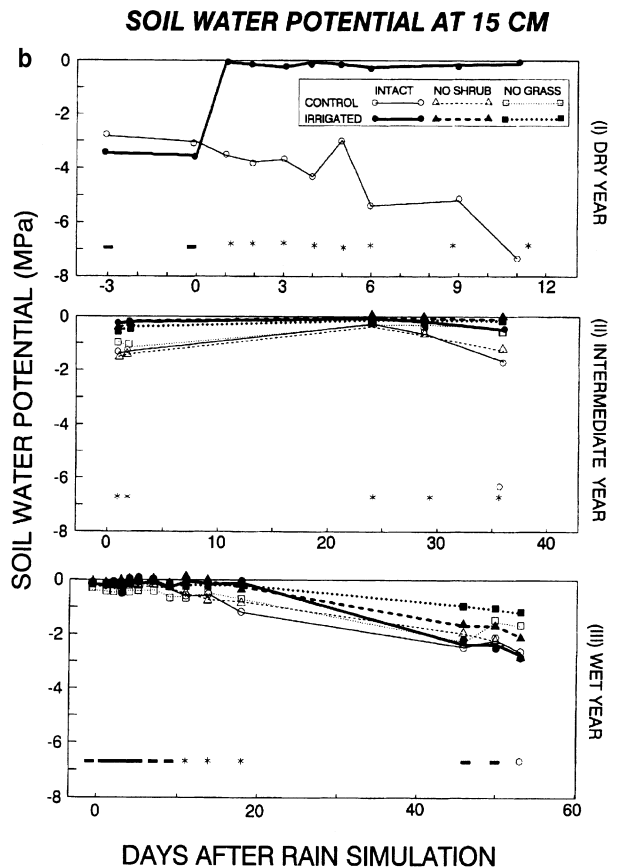 SOIL WATER POTENTIAL AT 15 CM
b
INTACT NO SHRUB NO GRASS
CONTROL
IRRIGATED
0
-2
-4
-6
-8
-3 0 3 6 9 12
(I) DRY YEAR
* * * * * * * *
0
-2
-4
-6
-8
0 10 20 30 40
(II) INTERMEDIATE YEAR
* * * * *
0
-2
-4
-6
-8
0 20 40 60
(III) WET YEAR
* * *
SOIL WATER POTENTIAL (MPa)
DAYS AFTER RAIN SIMULATION